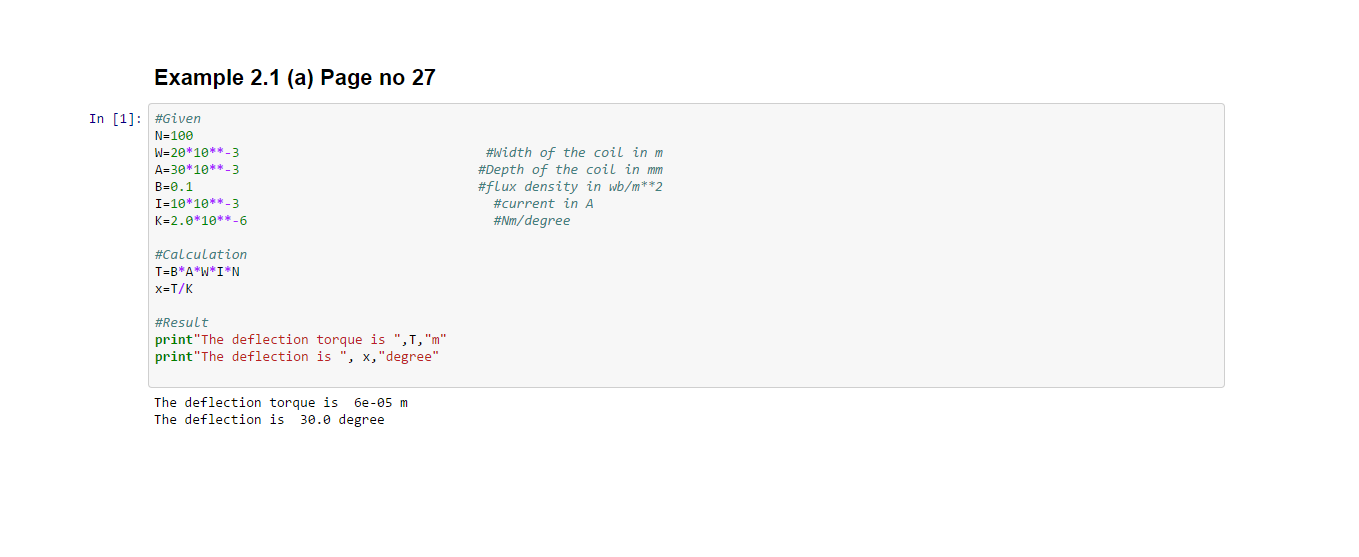 Example 2.1 (a) Page no 27
In [1]: #Given
N=100
W=20*10**-3 #Width of the coil in m
A=30*10**-3 #Depth of the coil in mm
B=0.1 #flux density in wb/m**2
I=10*10**-3 #current in A
K=2.0*10**-6 #Nm/degree
#Calculation
T=B*A*W*I*N
x=T/K
#Result
print"The deflection torque is ",T,"m"
print"The deflection is ", x,"degree"
The deflection torque is  6e-05 m
The deflection is  30.0 degree